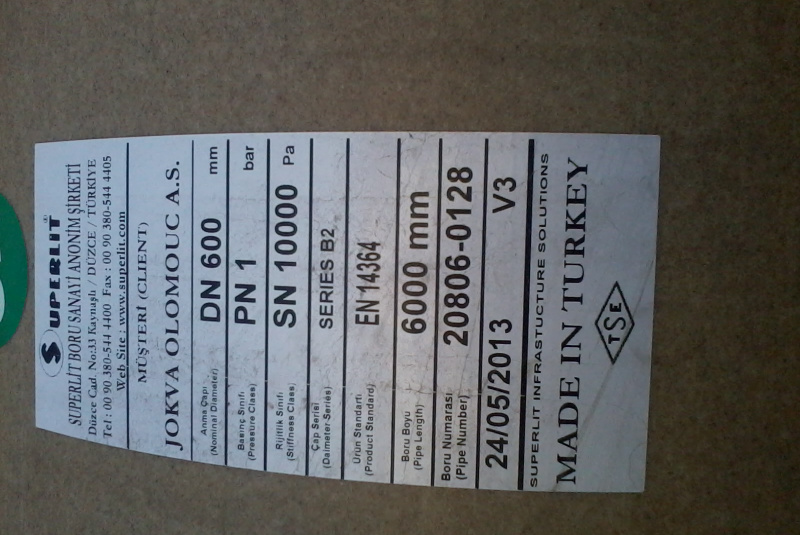 SUPERLIT®
SUPERLİT BORU SANAYİ ANONİM ŞİRKETİ
Düzce Cad. No:33 Kaynaşlı / DÜZCE / TÜRKİYE
Tel : 00 90 380-544 4400 Fax : 00 90 380-544 4405
Web Site : www.superlit.com
MÜŞTERİ (CLIENT)
JOKVA OLOMOUC A.S.
Anma Çapı
(Nominal Diameter)
DN 600 mm
Basınç Sınıfı
(Pressure Class)
PN 1 bar
Rijitlik Sınıfı
(Stiffness Class)
SN 10000 Pa
Çap Serisi
(Daimeter Series)
SERIES B2
Ürün Standartı
(Product Standard)
EN 14364
Boru Boyu
(Pipe Length)
6000 mm
Boru Numarası
(Pipe Number)
20806-0128
24/05/2013 V3
SUPERLIT INFRASTUCTURE SOLUTIONS
MADE IN TURKEY
TSE